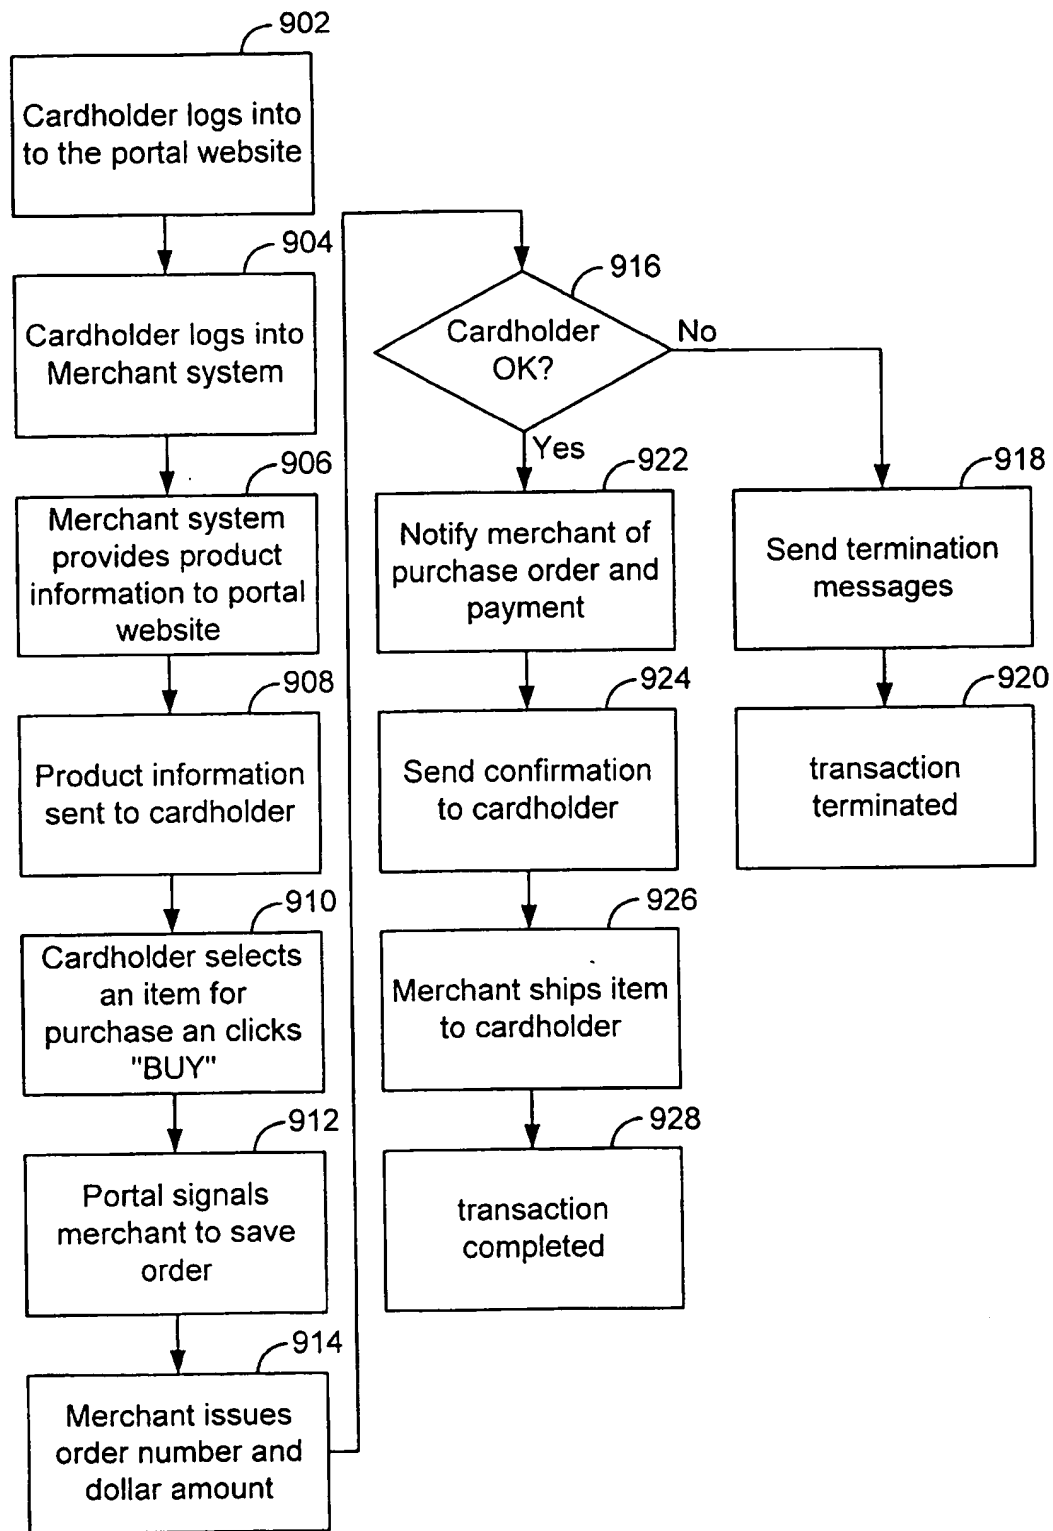 902
Cardholder logs into
to the portal website
904
Cardholder logs into
Merchant system
906
Merchant system
provides product
information to portal
website
908
Product information
sent to cardholder
910
Cardholder selects
an item for
purchase an clicks
"BUY"
912
Portal signals
merchant to save
order
914
Merchant issues
order number and
dollar amount
916
Cardholder
OK?
No
Yes
922
Notify merchant of
purchase order and
payment
924
Send confirmation
to cardholder
926
Merchant ships item
to cardholder
928
transaction
completed
918
Send termination
messages
920
transaction
terminated